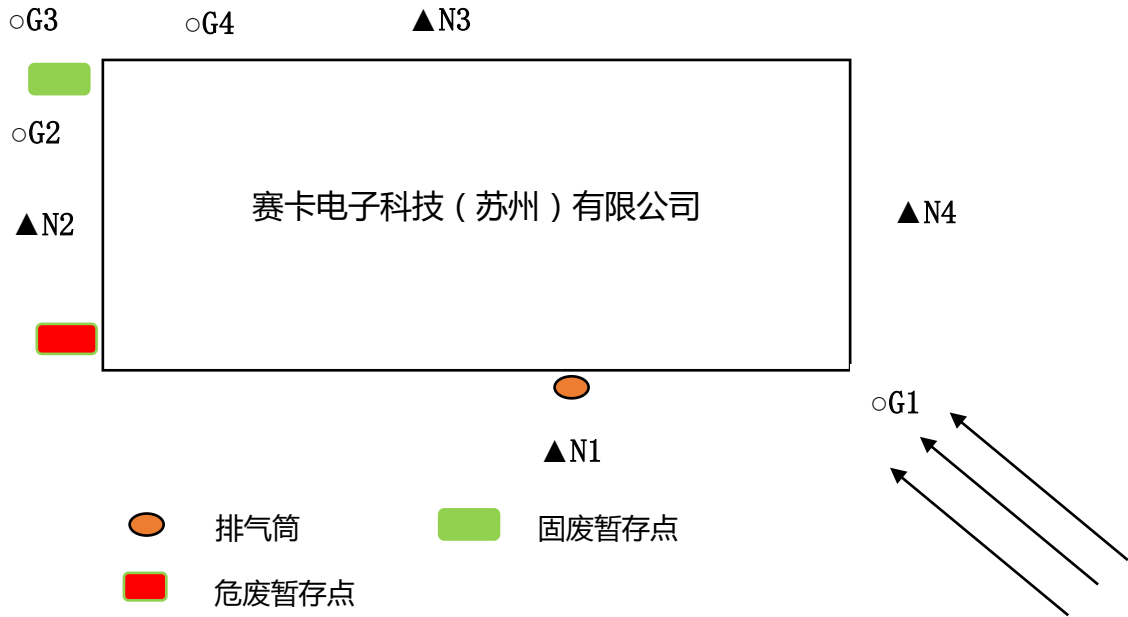 ○G3 ○G4 ▲N3
○G2
赛卡电子科技（苏州）有限公司
▲N2 ▲N4
○G1
▲N1
排气筒 固废暂存点
危废暂存点